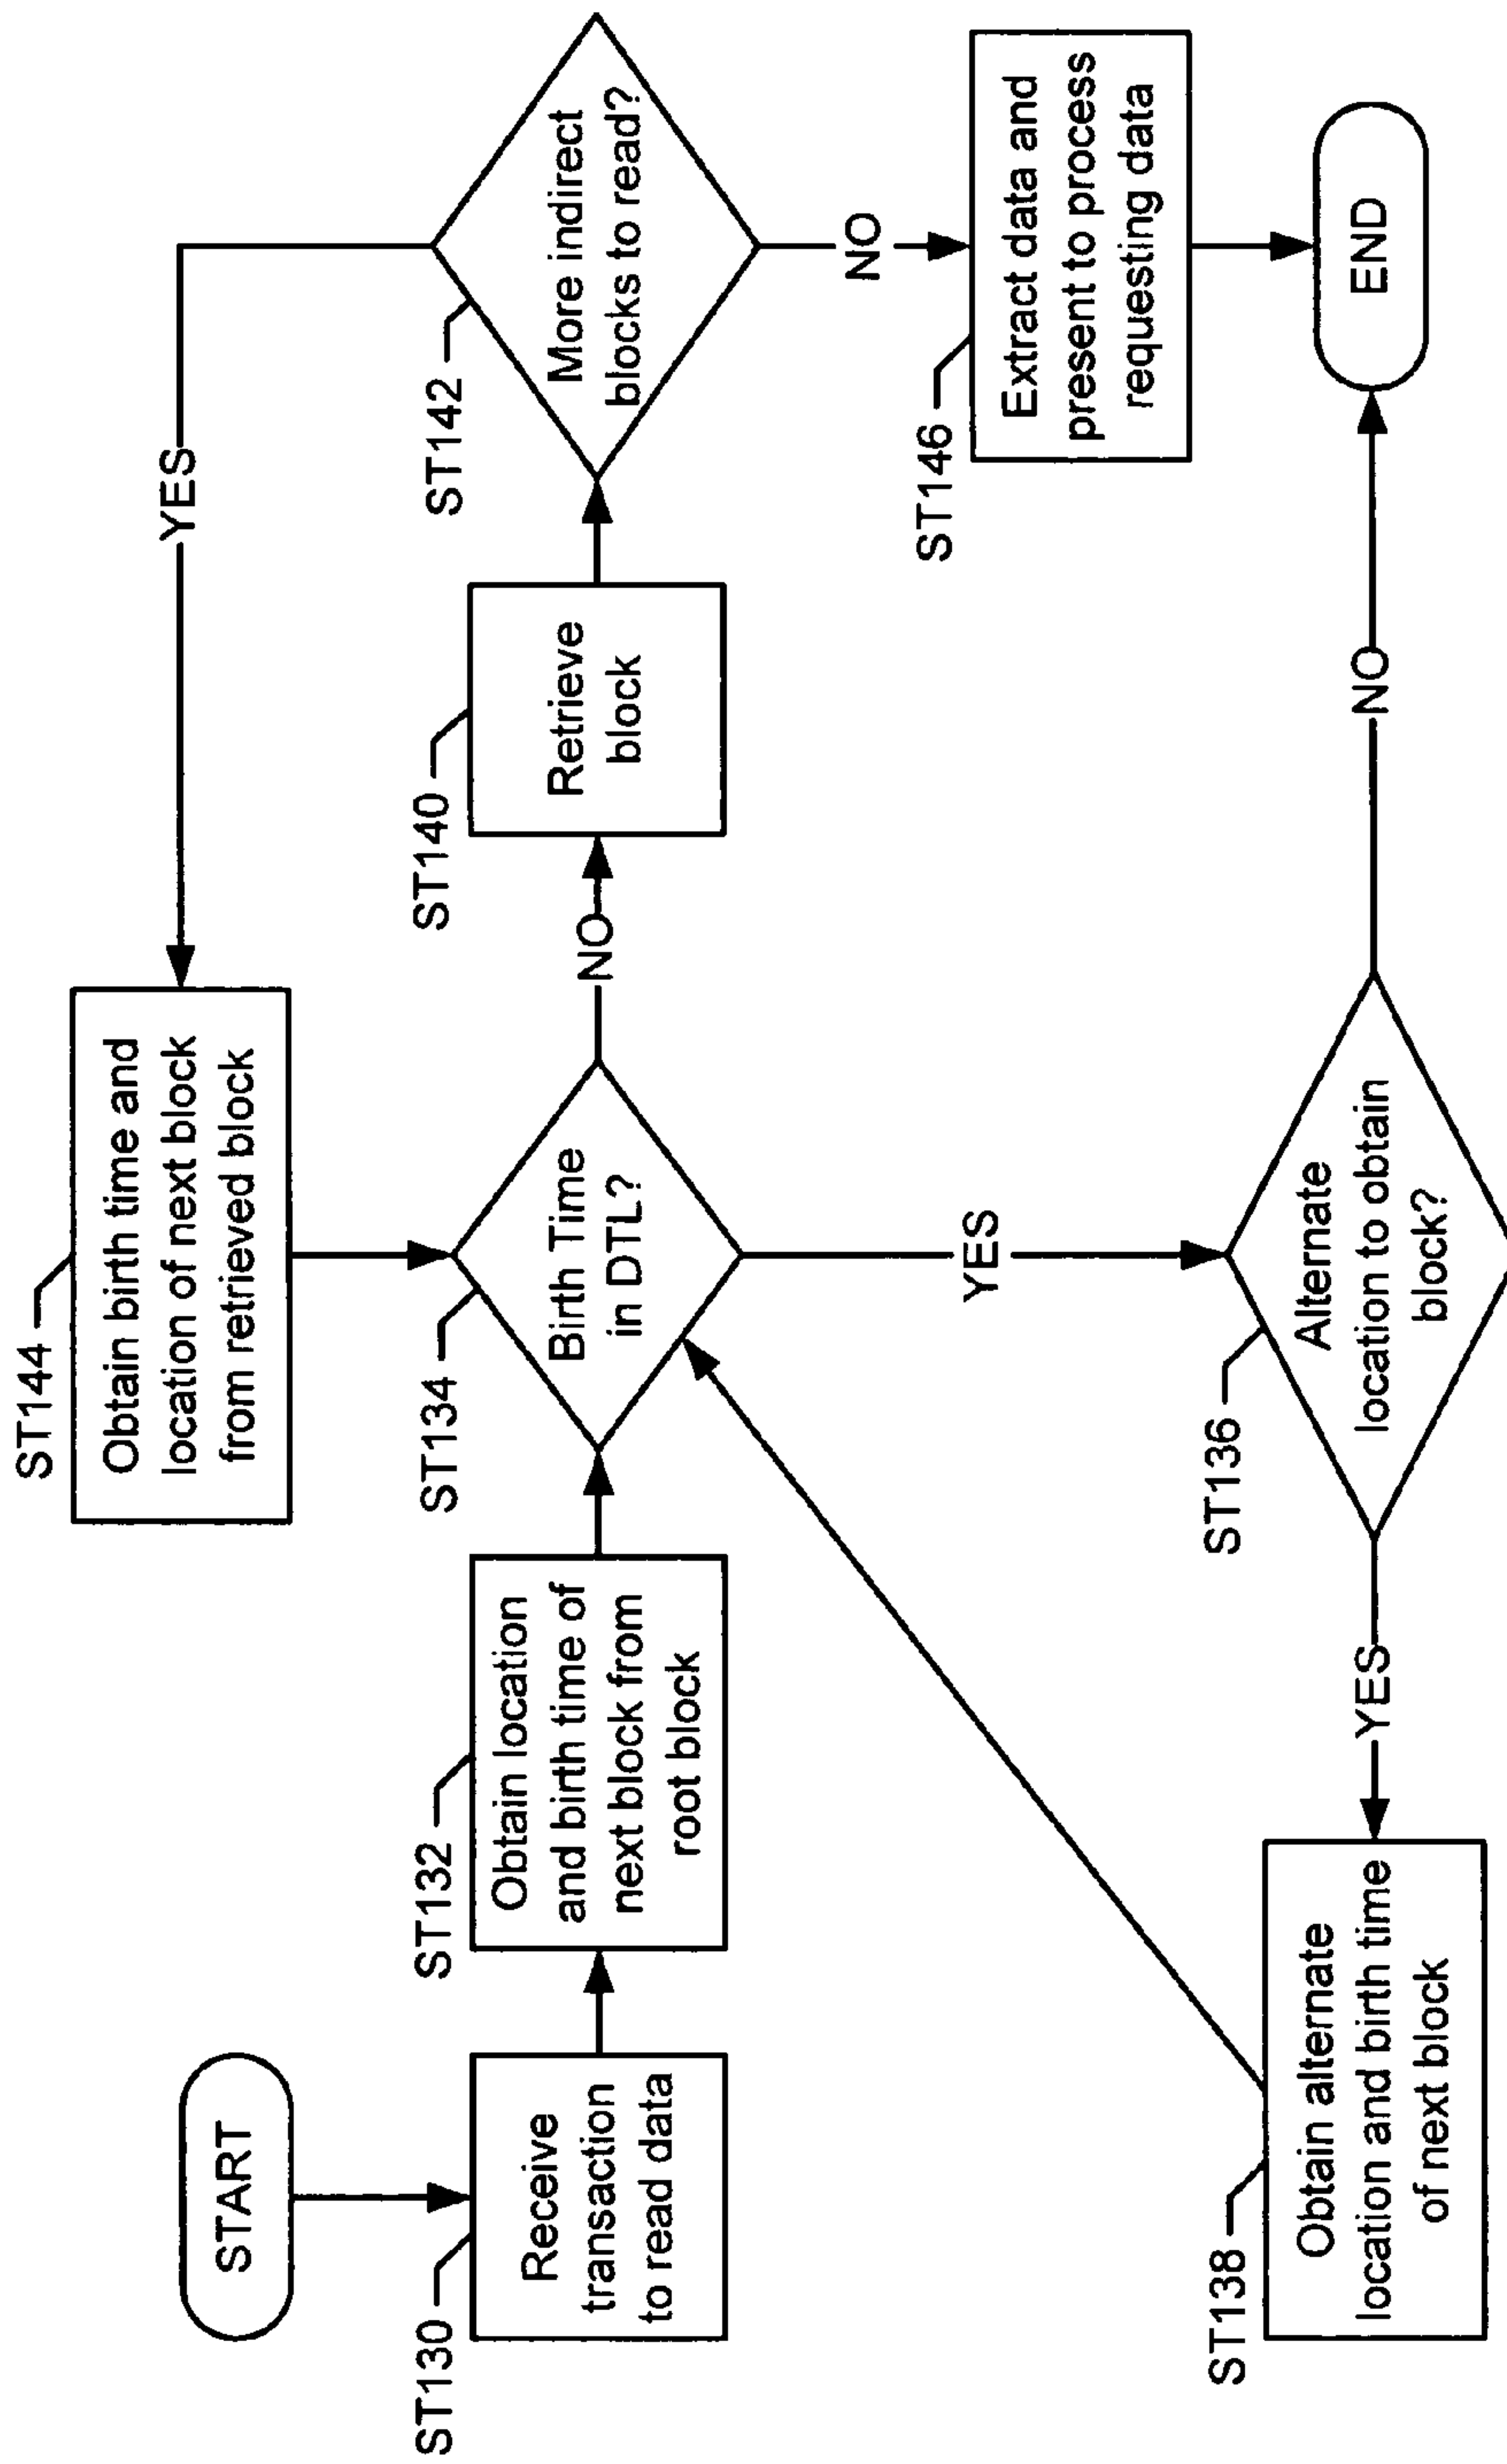 START
ST130
Receive
transaction
to read data
ST132
Obtain location
and birth time of
next block from
root block
ST134
Birth Time
in DTL?
NO
YES
ST136
Alternate
location to obtain
block?
YES
NO
ST138
Obtain alternate
location and birth time
of next block
ST140
Retrieve
block
ST142
More indirect
blocks to read?
YES
NO
ST144
Obtain birth time and
location of next block
from retrieved block
ST146
Extract data and
present to process
requesting data
END